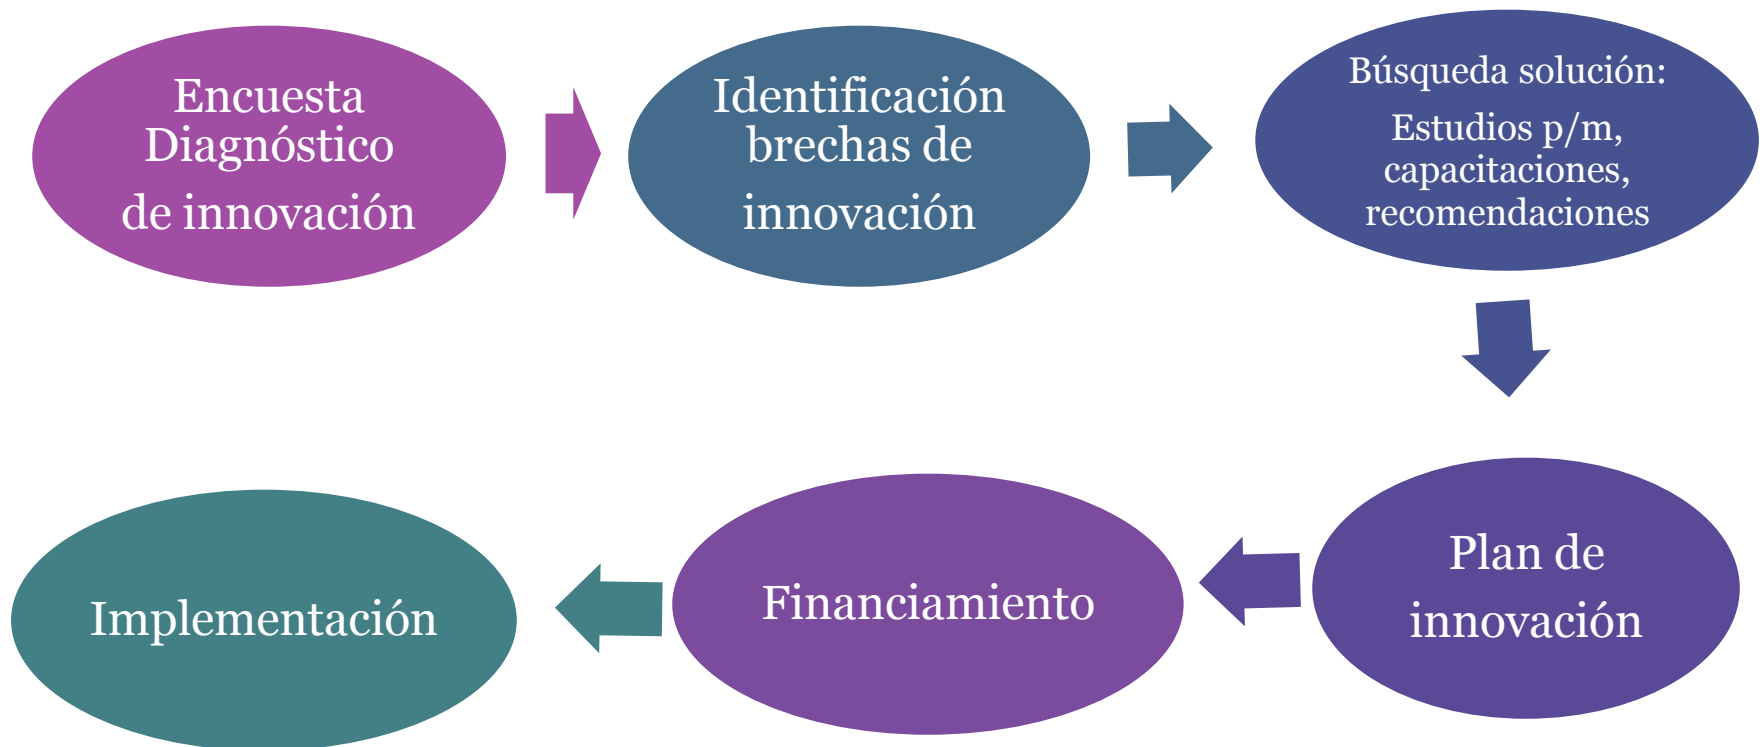 Encuesta
Diagnóstico
de innovación
Identificación
brechas de
innovación
Búsqueda solución:
Estudios p/m,
capacitaciones,
recomendaciones
Plan de
innovación
Financiamiento
Implementación